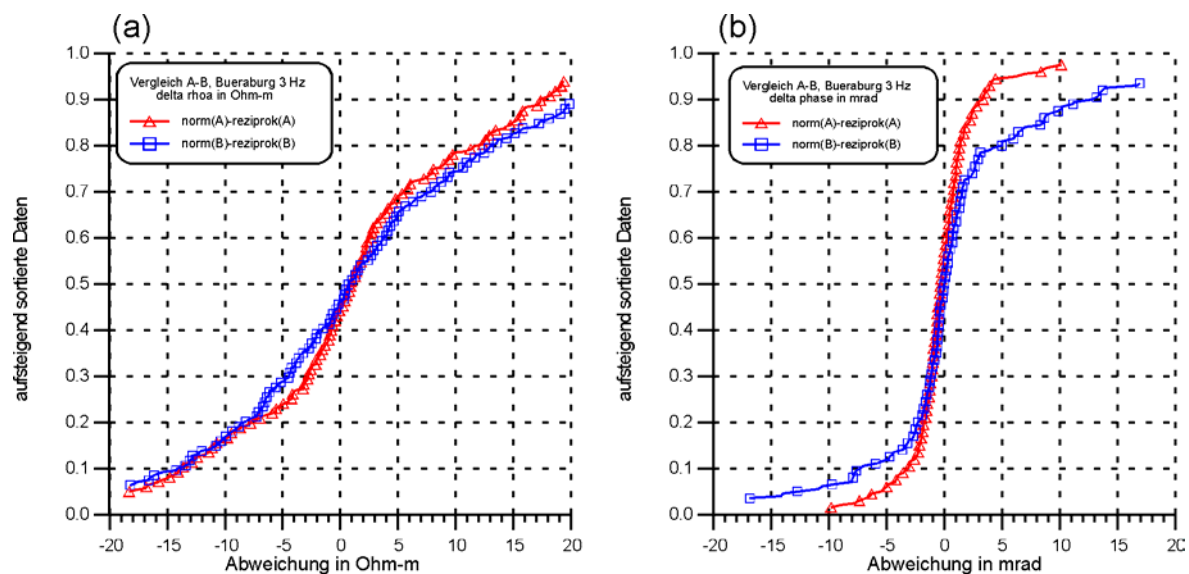 (a)
Vergleich A-B, Bueraburg 3 Hz
delta rhoa in Ohm-m
norm(A)-reziprok(A)
norm(B)-reziprok(B)
aufsteigend sortierte Daten
1.0
0.9
0.8
0.7
0.6
0.5
0.4
0.3
0.2
0.1
0.0
-20 -15 -10 -5 0 5 10 15 20
Abweichung in Ohm-m
(b)
Vergleich A-B, Bueraburg 3 Hz
delta phase in mrad
norm(A)-reziprok(A)
norm(B)-reziprok(B)
aufsteigend sortierte Daten
1.0
0.9
0.8
0.7
0.6
0.5
0.4
0.3
0.2
0.1
0.0
-20 -15 -10 -5 0 5 10 15 20
Abweichung in mrad